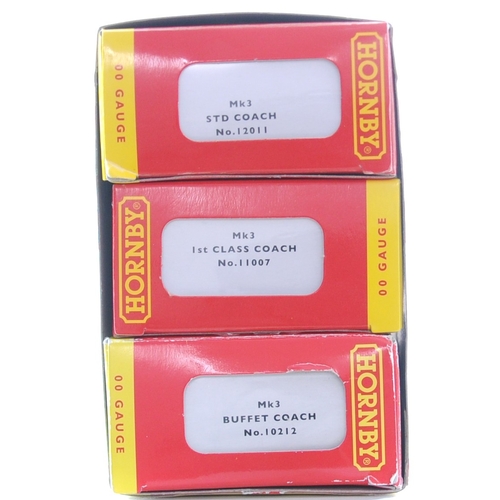 00 GAUGE
Mk3
STD COACH
No.12011
HORNBY®
HORNBY®
Mk3
1st CLASS COACH
No.11007
00 GAUGE
00 GAUGE
Mk3
BUFFET COACH
No.10212
HORNBY®